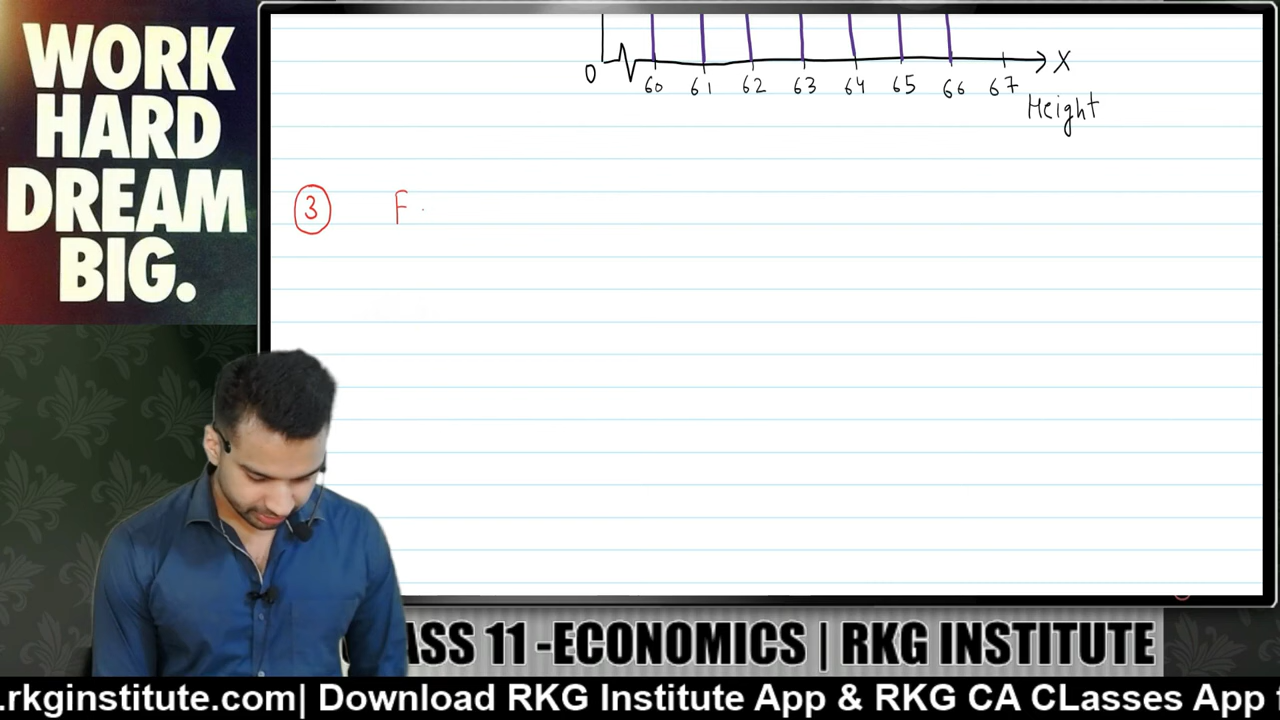 WORK
HARD
DREAM
BIG.
0 60 61 62 63 64 65 66 67 X
Height
3 F
ASS 11 -ECONOMICS | RKG INSTITUTE
.rkginstitute.com| Download RKG Institute App & RKG CA CLasses App